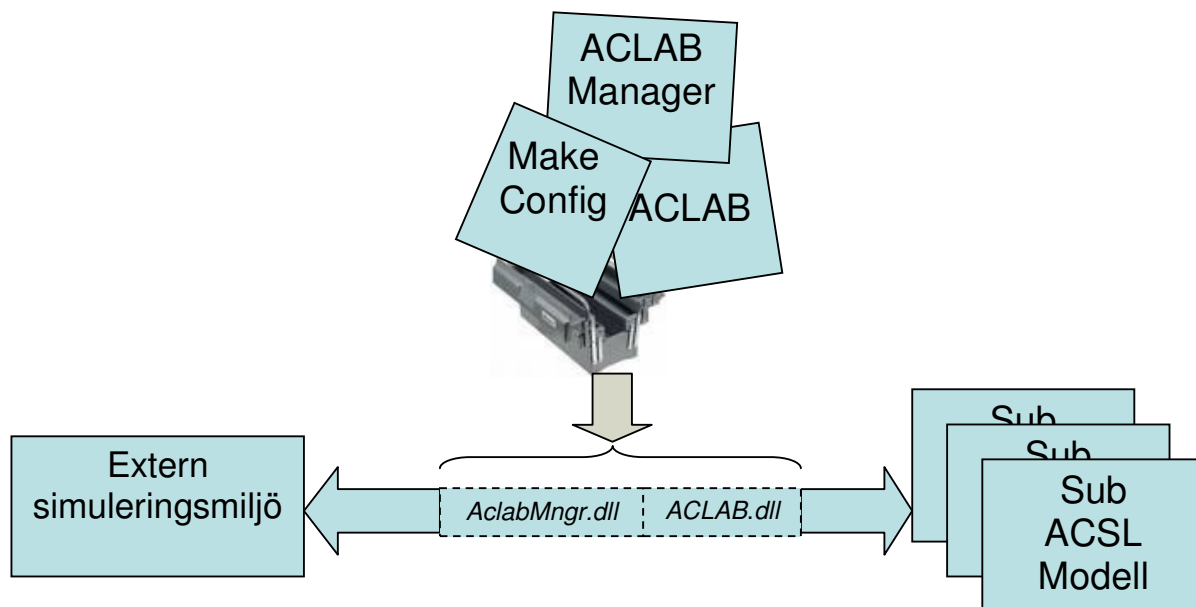 ACLAB
Manager
Make
Config
ACLAB
Extern
simuleringsmiljö
AclabMngr.dll
ACLAB.dll
Sub
Sub
Sub
ACSL
Modell